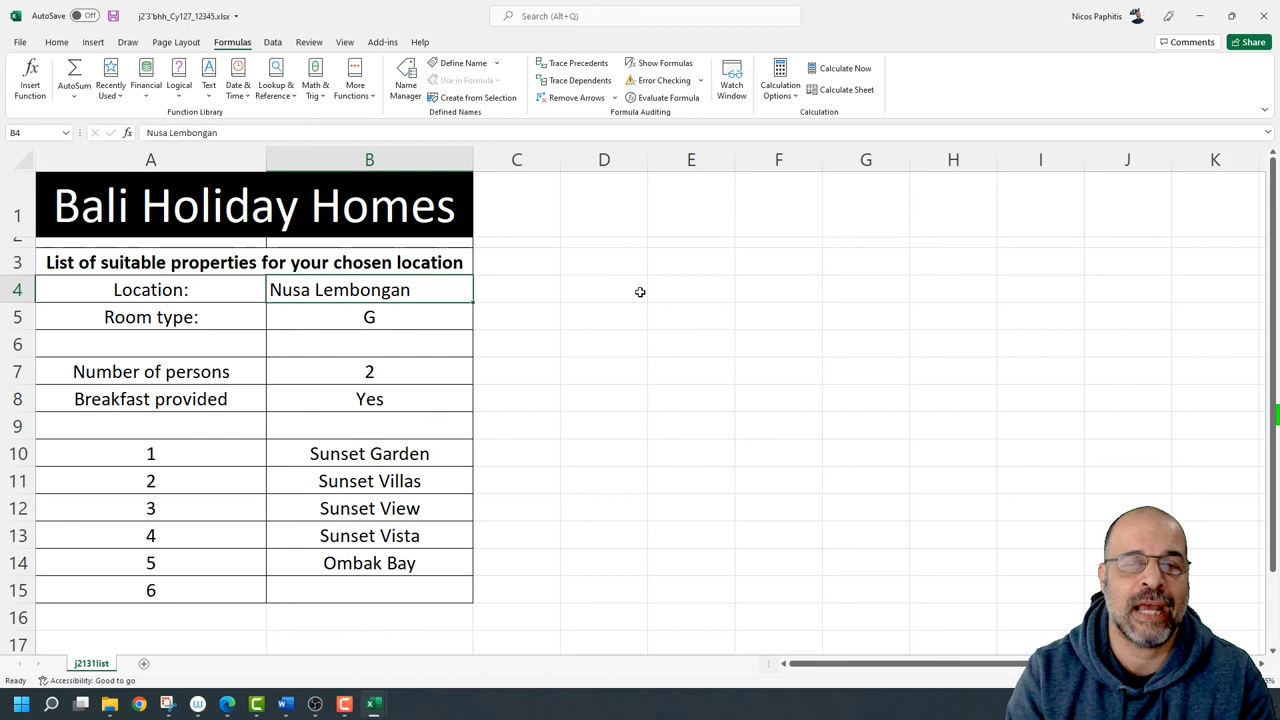 AutoSave Off j2'3'bhh_Cy127_12345.xlsx Search (Alt+Q) Nicos Paphitis
File Home Insert Draw Page Layout Formulas Data Review View Add-ins Help Comments Share
Insert Function
AutoSum
Recently Used
Financial
Logical
Text
Date & Time
Lookup & Reference
Math & Trig
More Functions
Function Library
Name Manager
Define Name
Use in Formula
Create from Selection
Defined Names
Trace Precedents
Trace Dependents
Remove Arrows
Show Formulas
Error Checking
Evaluate Formula
Formula Auditing
Watch Window
Calculation Options
Calculate Now
Calculate Sheet
Calculation
B4 fx Nusa Lembongan
A B C D E F G H I J K
1 Bali Holiday Homes
2
3 List of suitable properties for your chosen location
4 Location: Nusa Lembongan
5 Room type: G
6
7 Number of persons 2
8 Breakfast provided Yes
9
10 1 Sunset Garden
11 2 Sunset Villas
12 3 Sunset View
13 4 Sunset Vista
14 5 Ombak Bay
15 6
16
17
j2131list
Ready Accessibility: Good to go